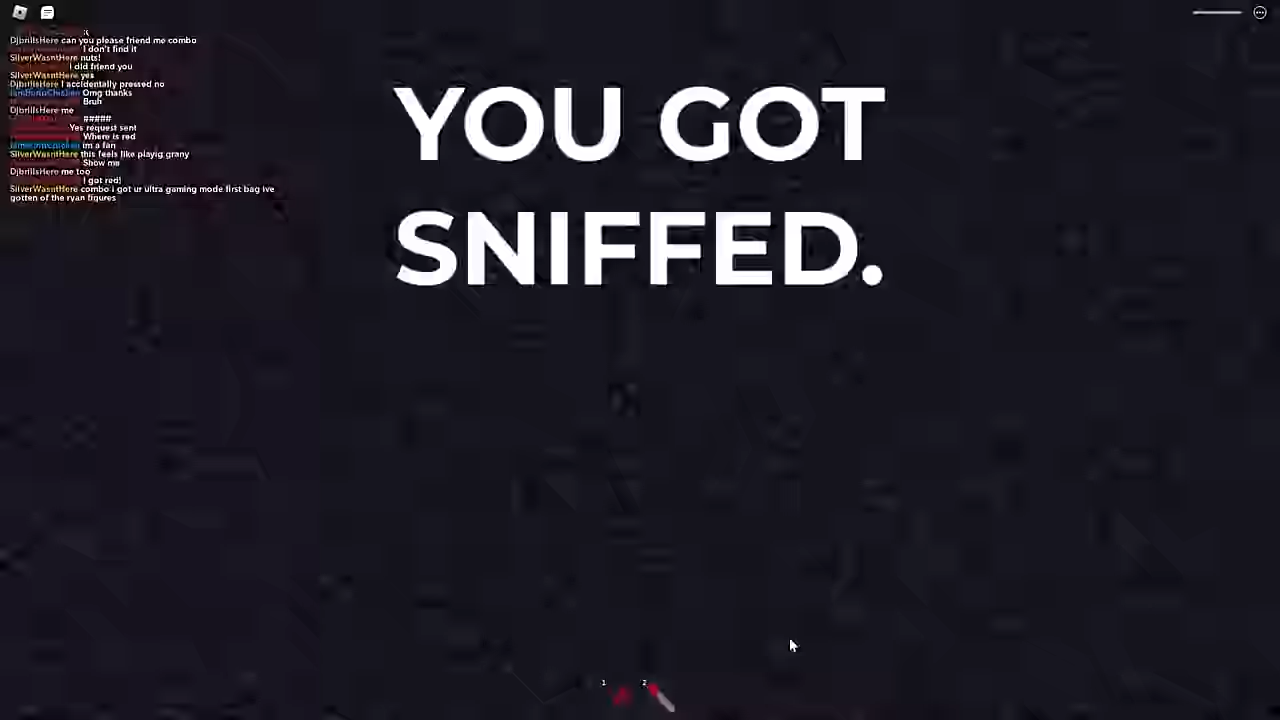 DjbrillsHere can you please friend me combo
I don't find it
SilverWasntHere nuts!
I did friend you
SilverWasntHere yes
DjbrillsHere I accidentally pressed no
Omg thanks
Bruh
DjbrillsHere me
#####
Yes request sent
Where is red
im a fan
SilverWasntHere this feels like playig grany
Show me
DjbrillsHere me too
I got red!
SilverWasntHere combo i got ur ultra gaming mode first bag ive
gotten of the ryan figures
YOU GOT
SNIFFED.
1 2